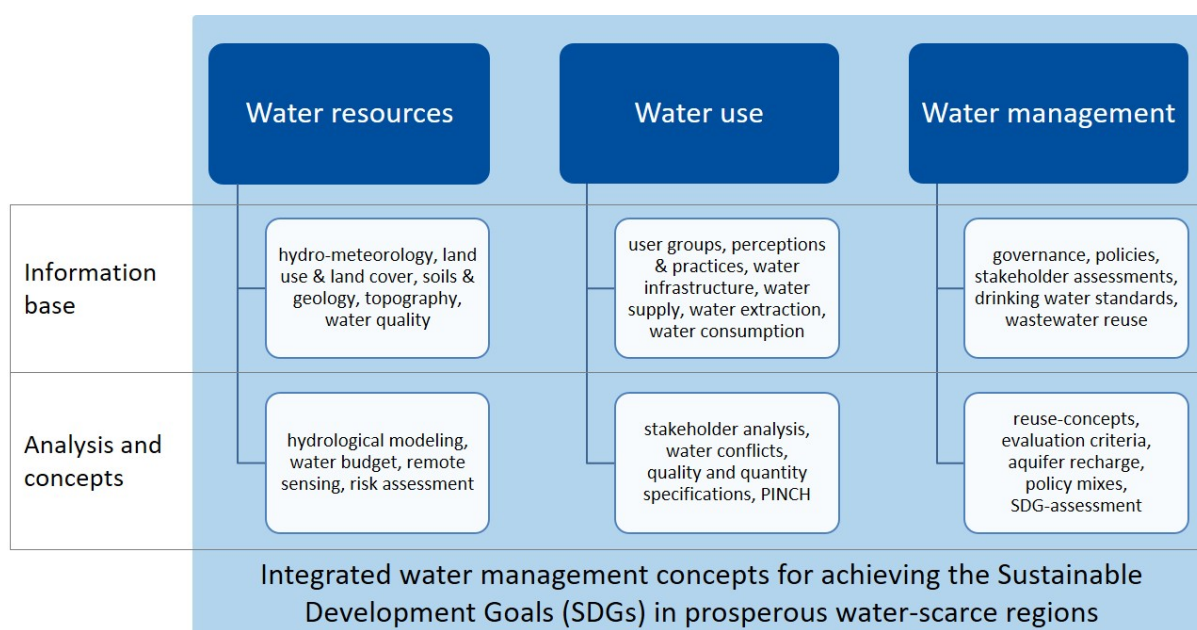 Water resources
Water use
Water management
Information
base
hydro-meteorology, land
use & land cover, soils &
geology, topography,
water quality
user groups, perceptions
& practices, water
infrastructure, water
supply, water extraction,
water consumption
governance, policies,
stakeholder assessments,
drinking water standards,
wastewater reuse
Analysis and
concepts
hydrological modeling,
water budget, remote
sensing, risk assessment
stakeholder analysis,
water conflicts,
quality and quantity
specifications, PINCH
reuse-concepts,
evaluation criteria,
aquifer recharge,
policy mixes,
SDG-assessment
Integrated water management concepts for achieving the Sustainable
Development Goals (SDGs) in prosperous water-scarce regions